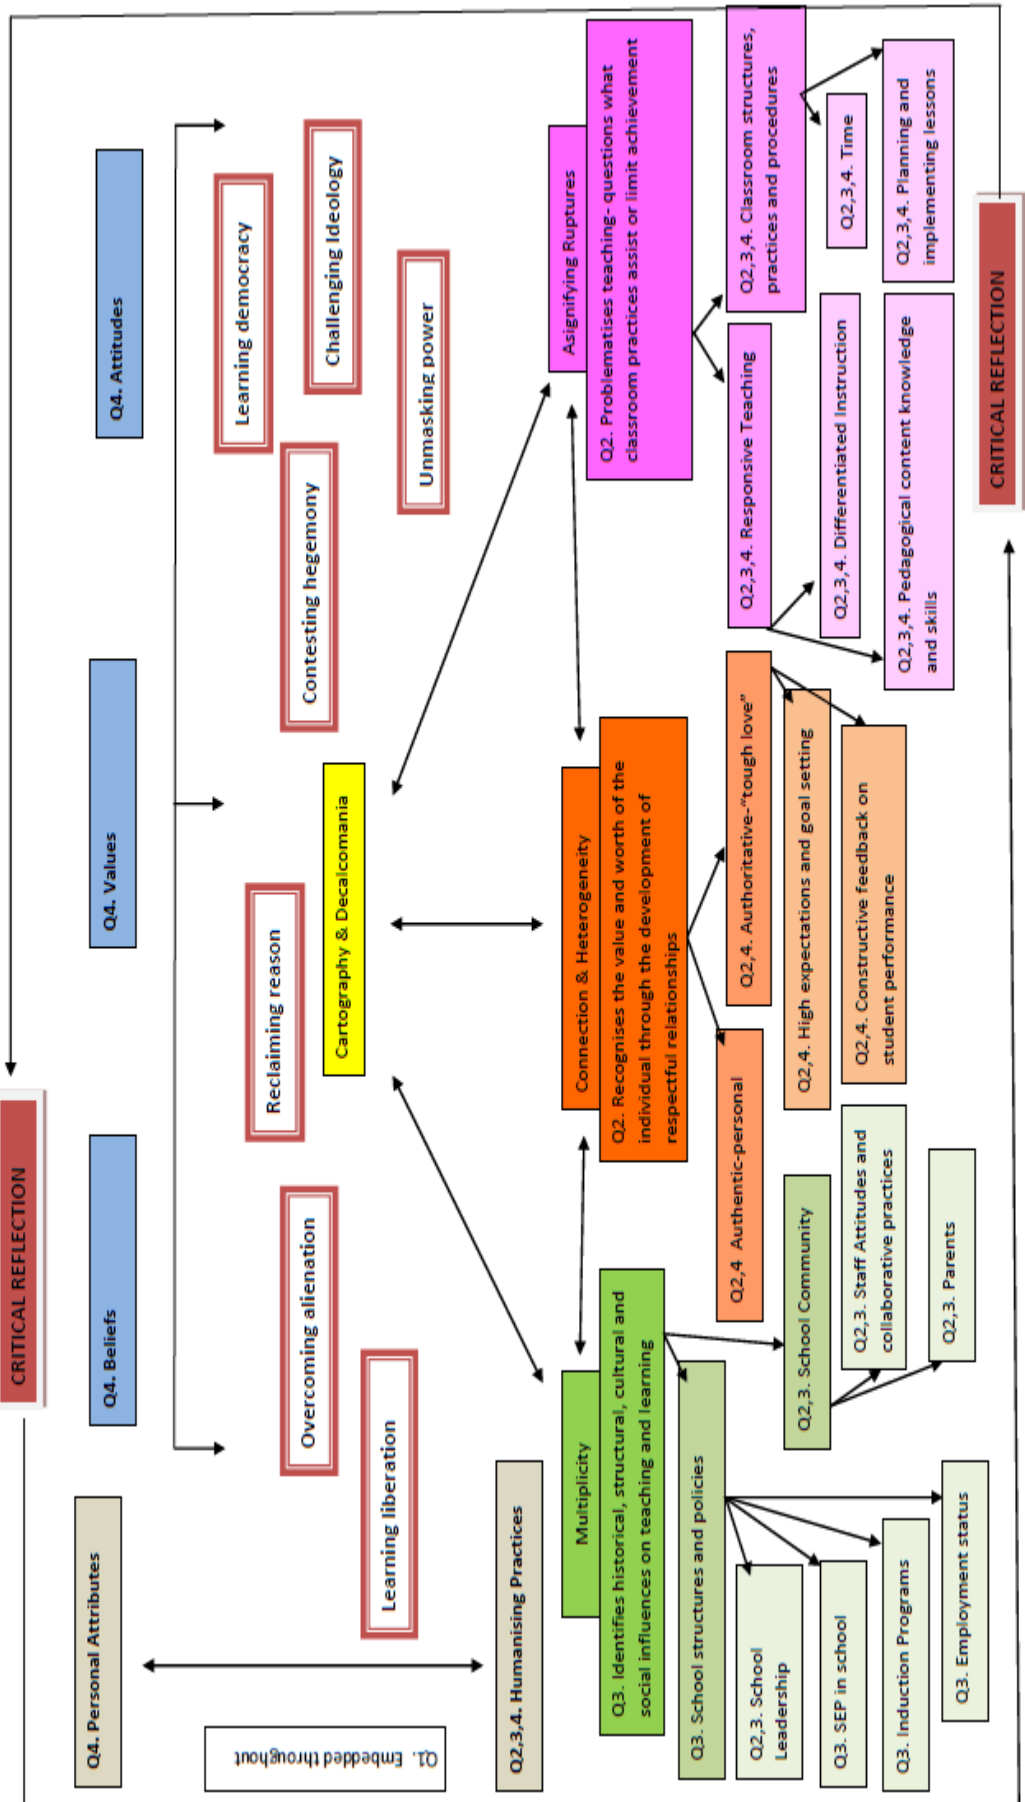 CRITICAL REFLECTION
Q4. Personal Attributes
Q4. Beliefs
Q4. Values
Q4. Attitudes
Q1. Embedded throughout
Learning liberation
Overcoming alienation
Reclaiming reason
Contesting hegemony
Learning democracy
Challenging Ideology
Unmasking power
Cartography & Decalcomania
Q2,3,4. Humanising Practices
Multiplicity
Q3. Identifies historical, structural, cultural and
social influences on teaching and learning
Connection & Heterogeneity
Q2. Recognises the value and worth of the
individual through the development of
respectful relationships
Asignifying Ruptures
Q2. Problematises teaching- questions what
classroom practices assist or limit achievement
Q3. School structures and policies
Q2,3. School
Leadership
Q3. SEP in school
Q3. Induction Programs
Q3. Employment status
Q2,3. School Community
Q2,3. Staff Attitudes and
collaborative practices
Q2,3. Parents
Q2,4 Authentic-personal
Q2,4. Authoritative-“tough love”
Q2,4. High expectations and goal setting
Q2,4. Constructive feedback on
student performance
Q2,3,4. Responsive Teaching
Q2,3,4. Differentiated Instruction
Q2,3,4. Pedagogical content knowledge
and skills
Q2,3,4. Classroom structures,
practices and procedures
Q2,3,4. Time
Q2,3,4. Planning and
implementing lessons
CRITICAL REFLECTION